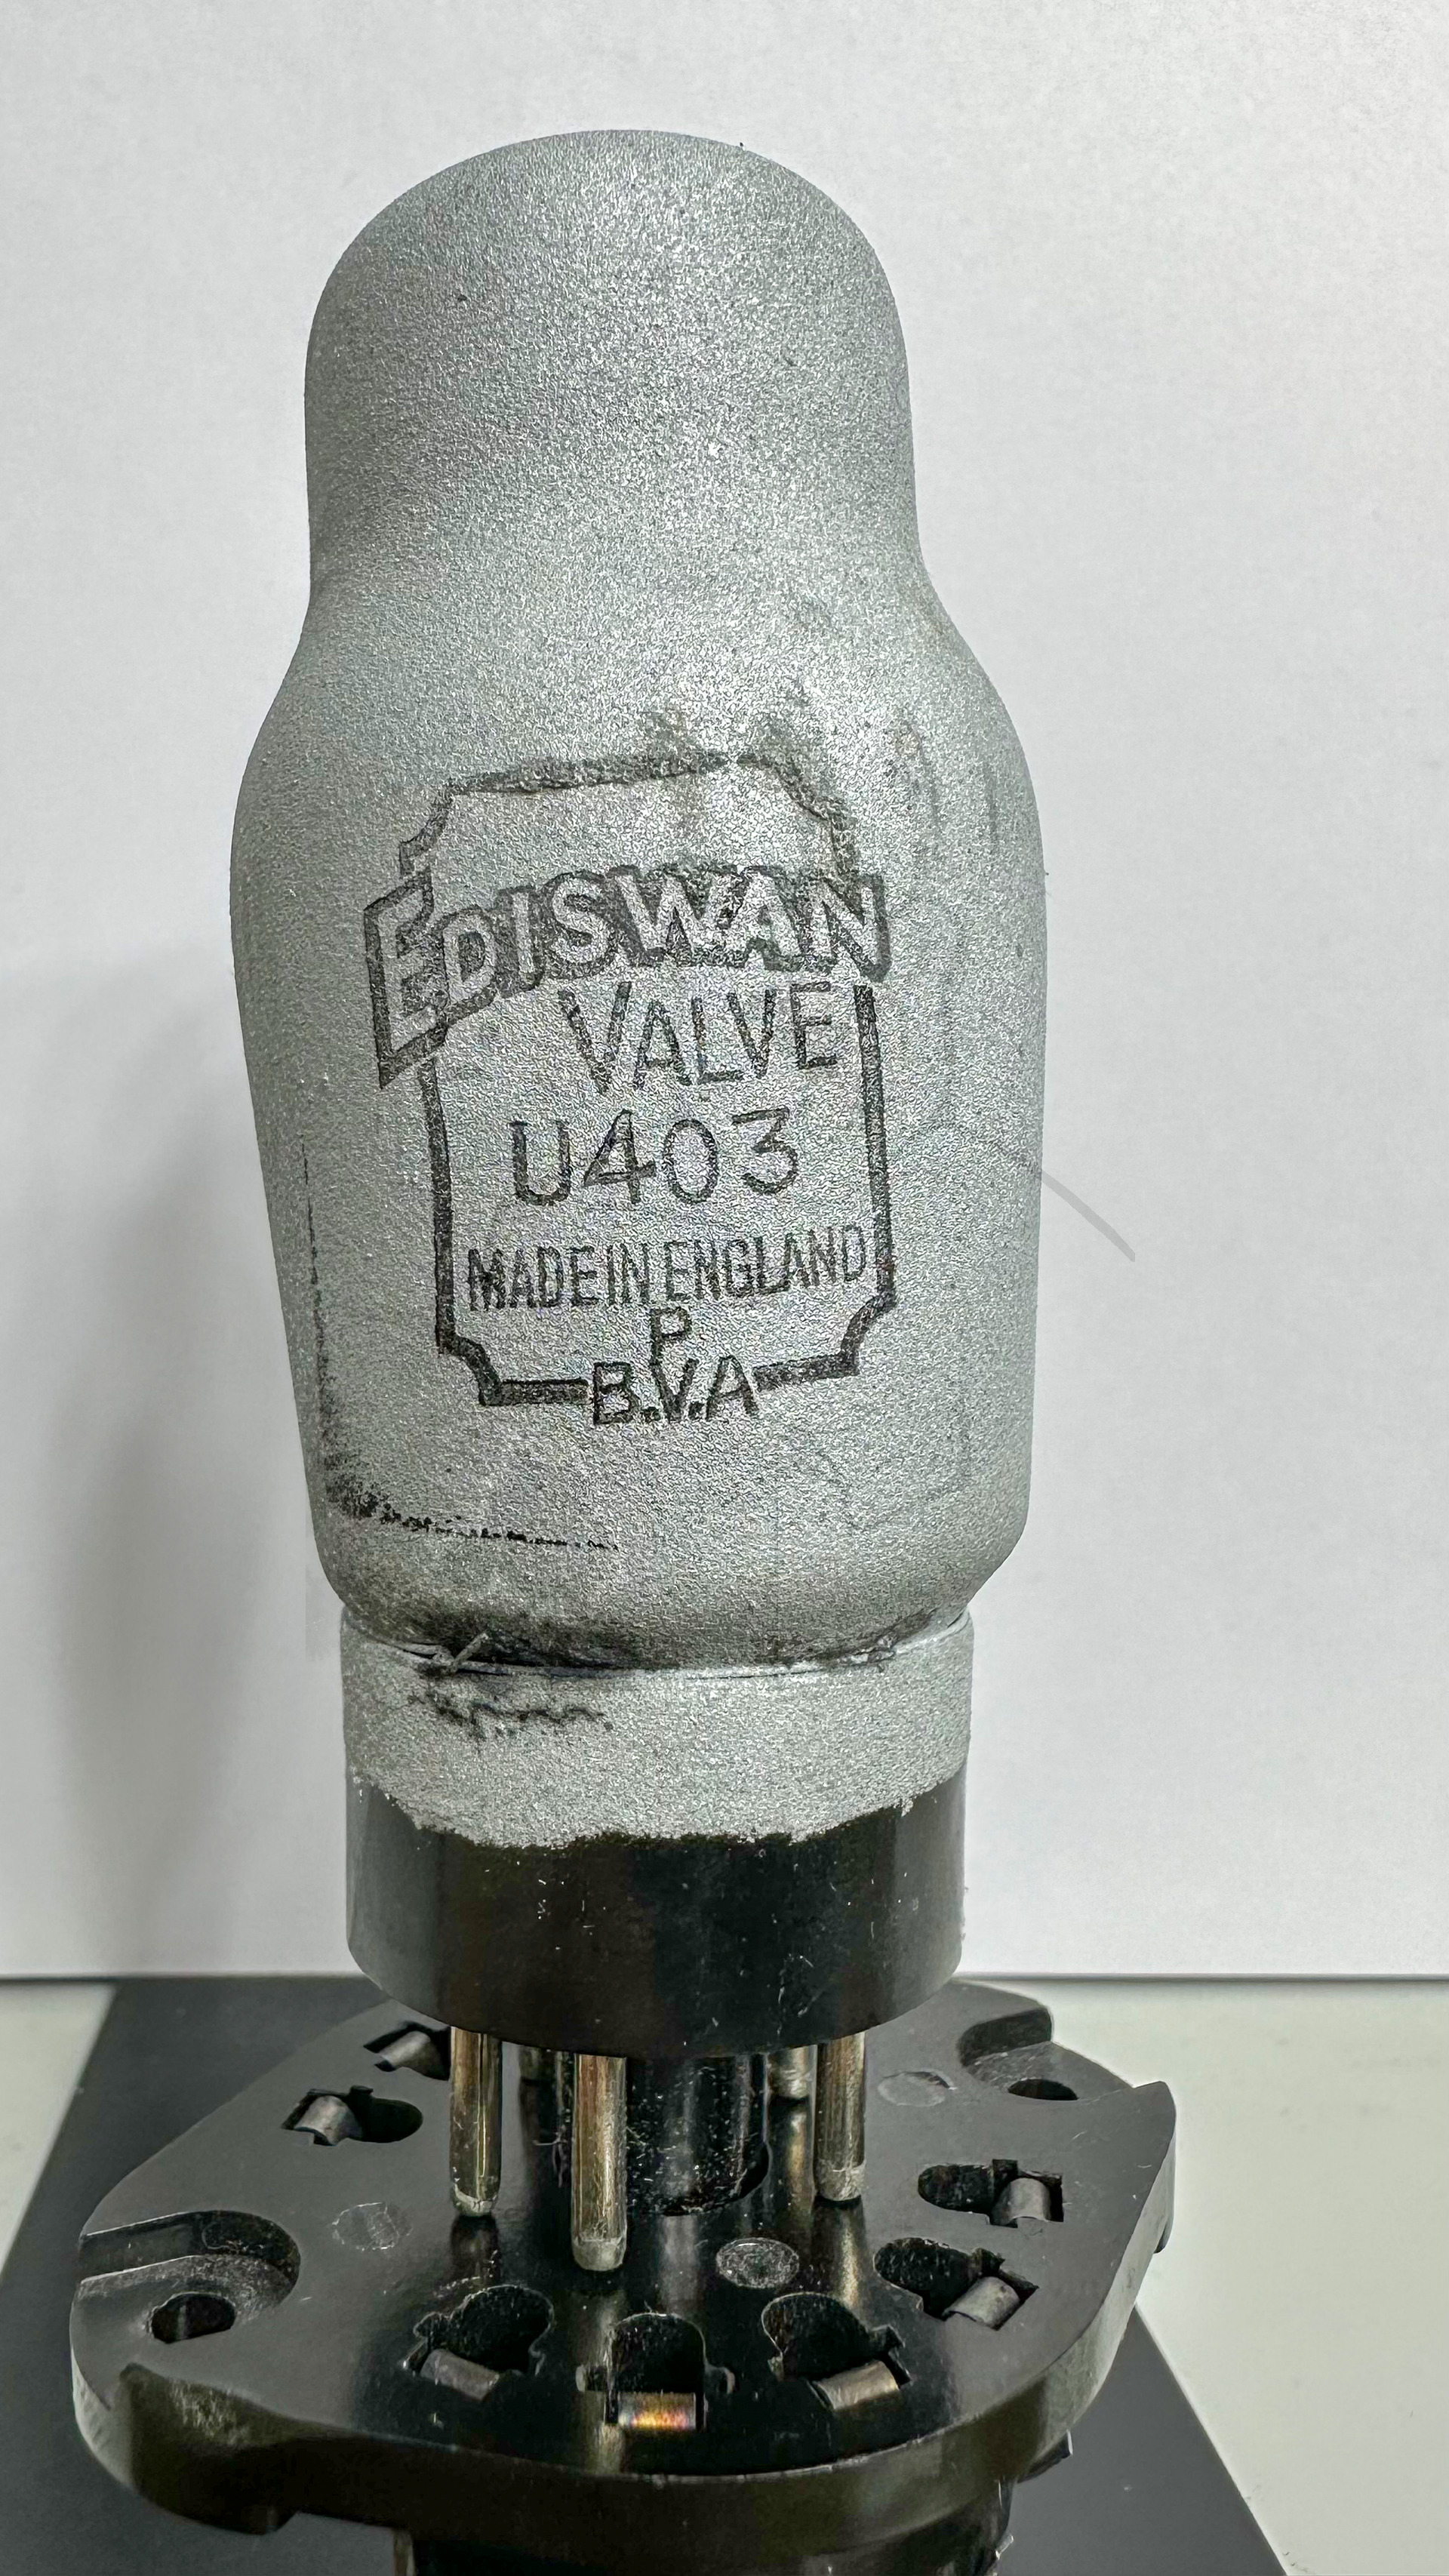 EDISWAN
VALVE
U403
MADE IN ENGLAND
P
B.V.A